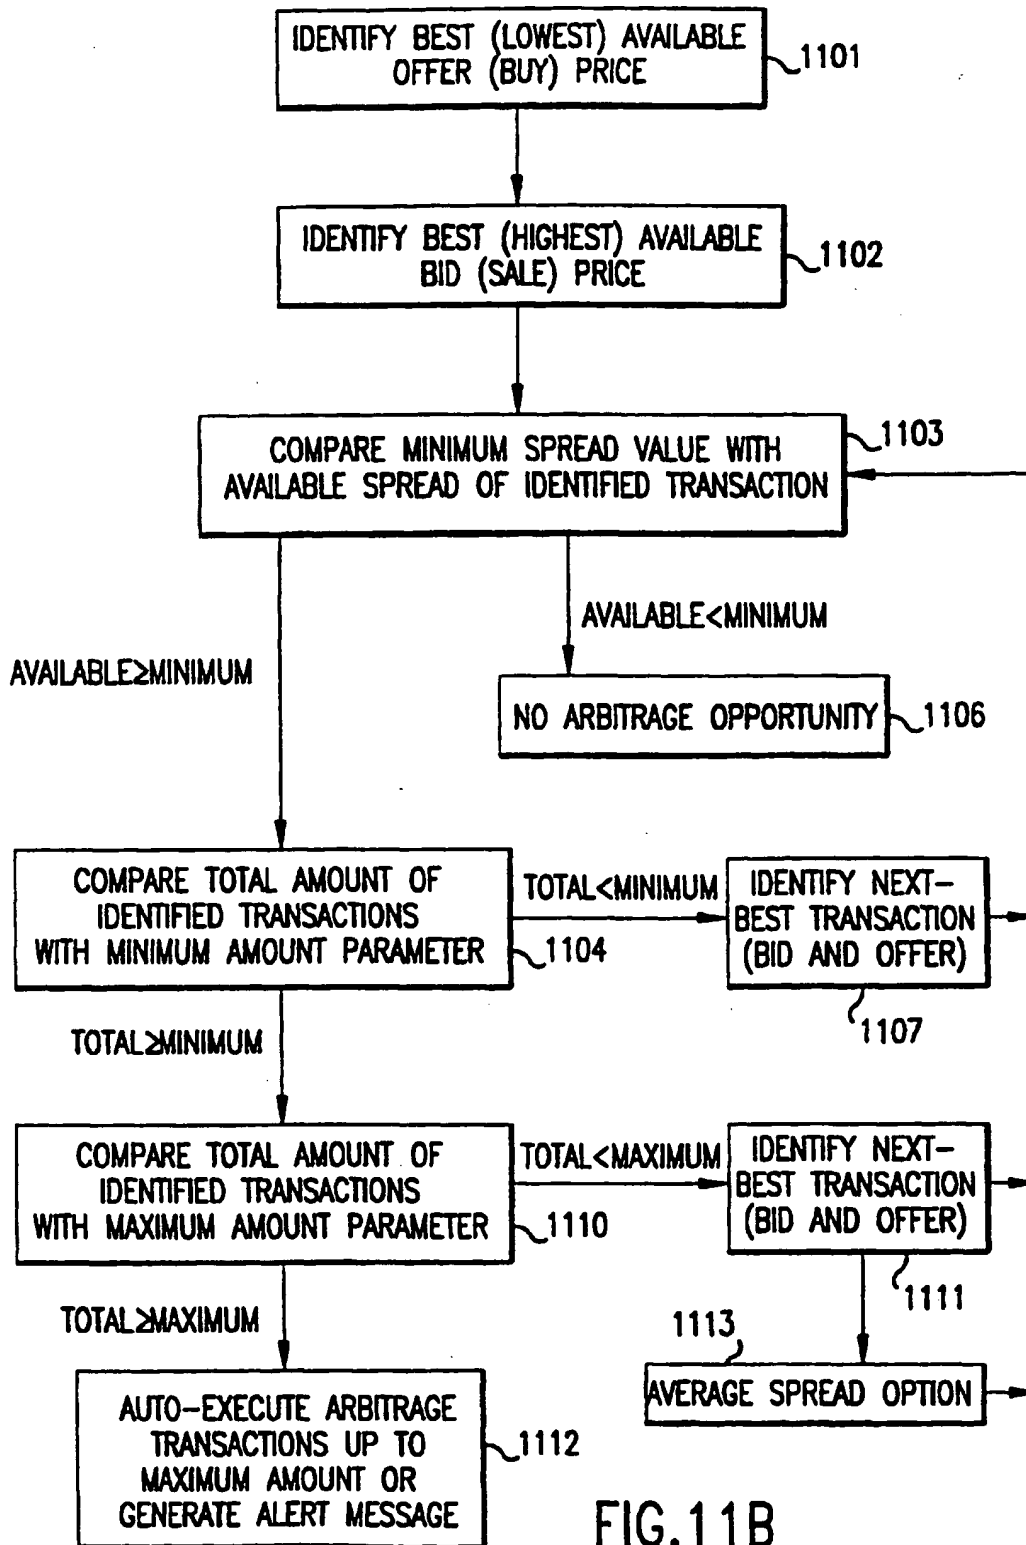 IDENTIFY BEST (LOWEST) AVAILABLE
OFFER (BUY) PRICE
1101
IDENTIFY BEST (HIGHEST) AVAILABLE
BID (SALE) PRICE
1102
COMPARE MINIMUM SPREAD VALUE WITH
AVAILABLE SPREAD OF IDENTIFIED TRANSACTION
1103
AVAILABLE<MINIMUM
AVAILABLE≥MINIMUM
NO ARBITRAGE OPPORTUNITY
1106
COMPARE TOTAL AMOUNT OF
IDENTIFIED TRANSACTIONS
WITH MINIMUM AMOUNT PARAMETER
1104
TOTAL<MINIMUM
IDENTIFY NEXT-
BEST TRANSACTION
(BID AND OFFER)
1107
TOTAL≥MINIMUM
COMPARE TOTAL AMOUNT OF
IDENTIFIED TRANSACTIONS
WITH MAXIMUM AMOUNT PARAMETER
1110
TOTAL<MAXIMUM
IDENTIFY NEXT-
BEST TRANSACTION
(BID AND OFFER)
1111
TOTAL≥MAXIMUM
1113
AVERAGE SPREAD OPTION
AUTO-EXECUTE ARBITRAGE
TRANSACTIONS UP TO
MAXIMUM AMOUNT OR
GENERATE ALERT MESSAGE
1112
FIG.11B